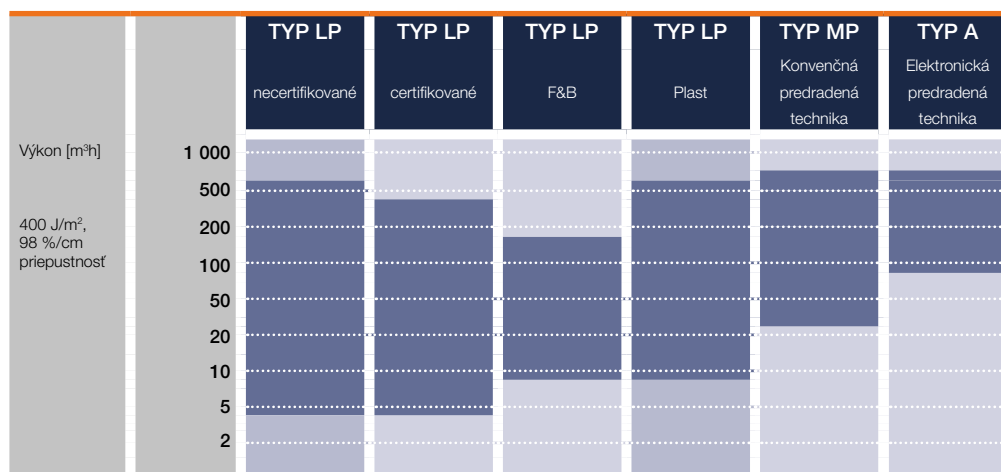 TYP LP
necertifikované
TYP LP
certifikované
TYP LP
F&B
TYP LP
Plast
TYP MP
Konvenčná
predradená
technika
TYP A
Elektronická
predradená
technika
Výkon [m³h]
400 J/m²,
98 %/cm
priepustnosť
1 000
500
200
100
50
20
10
5
2